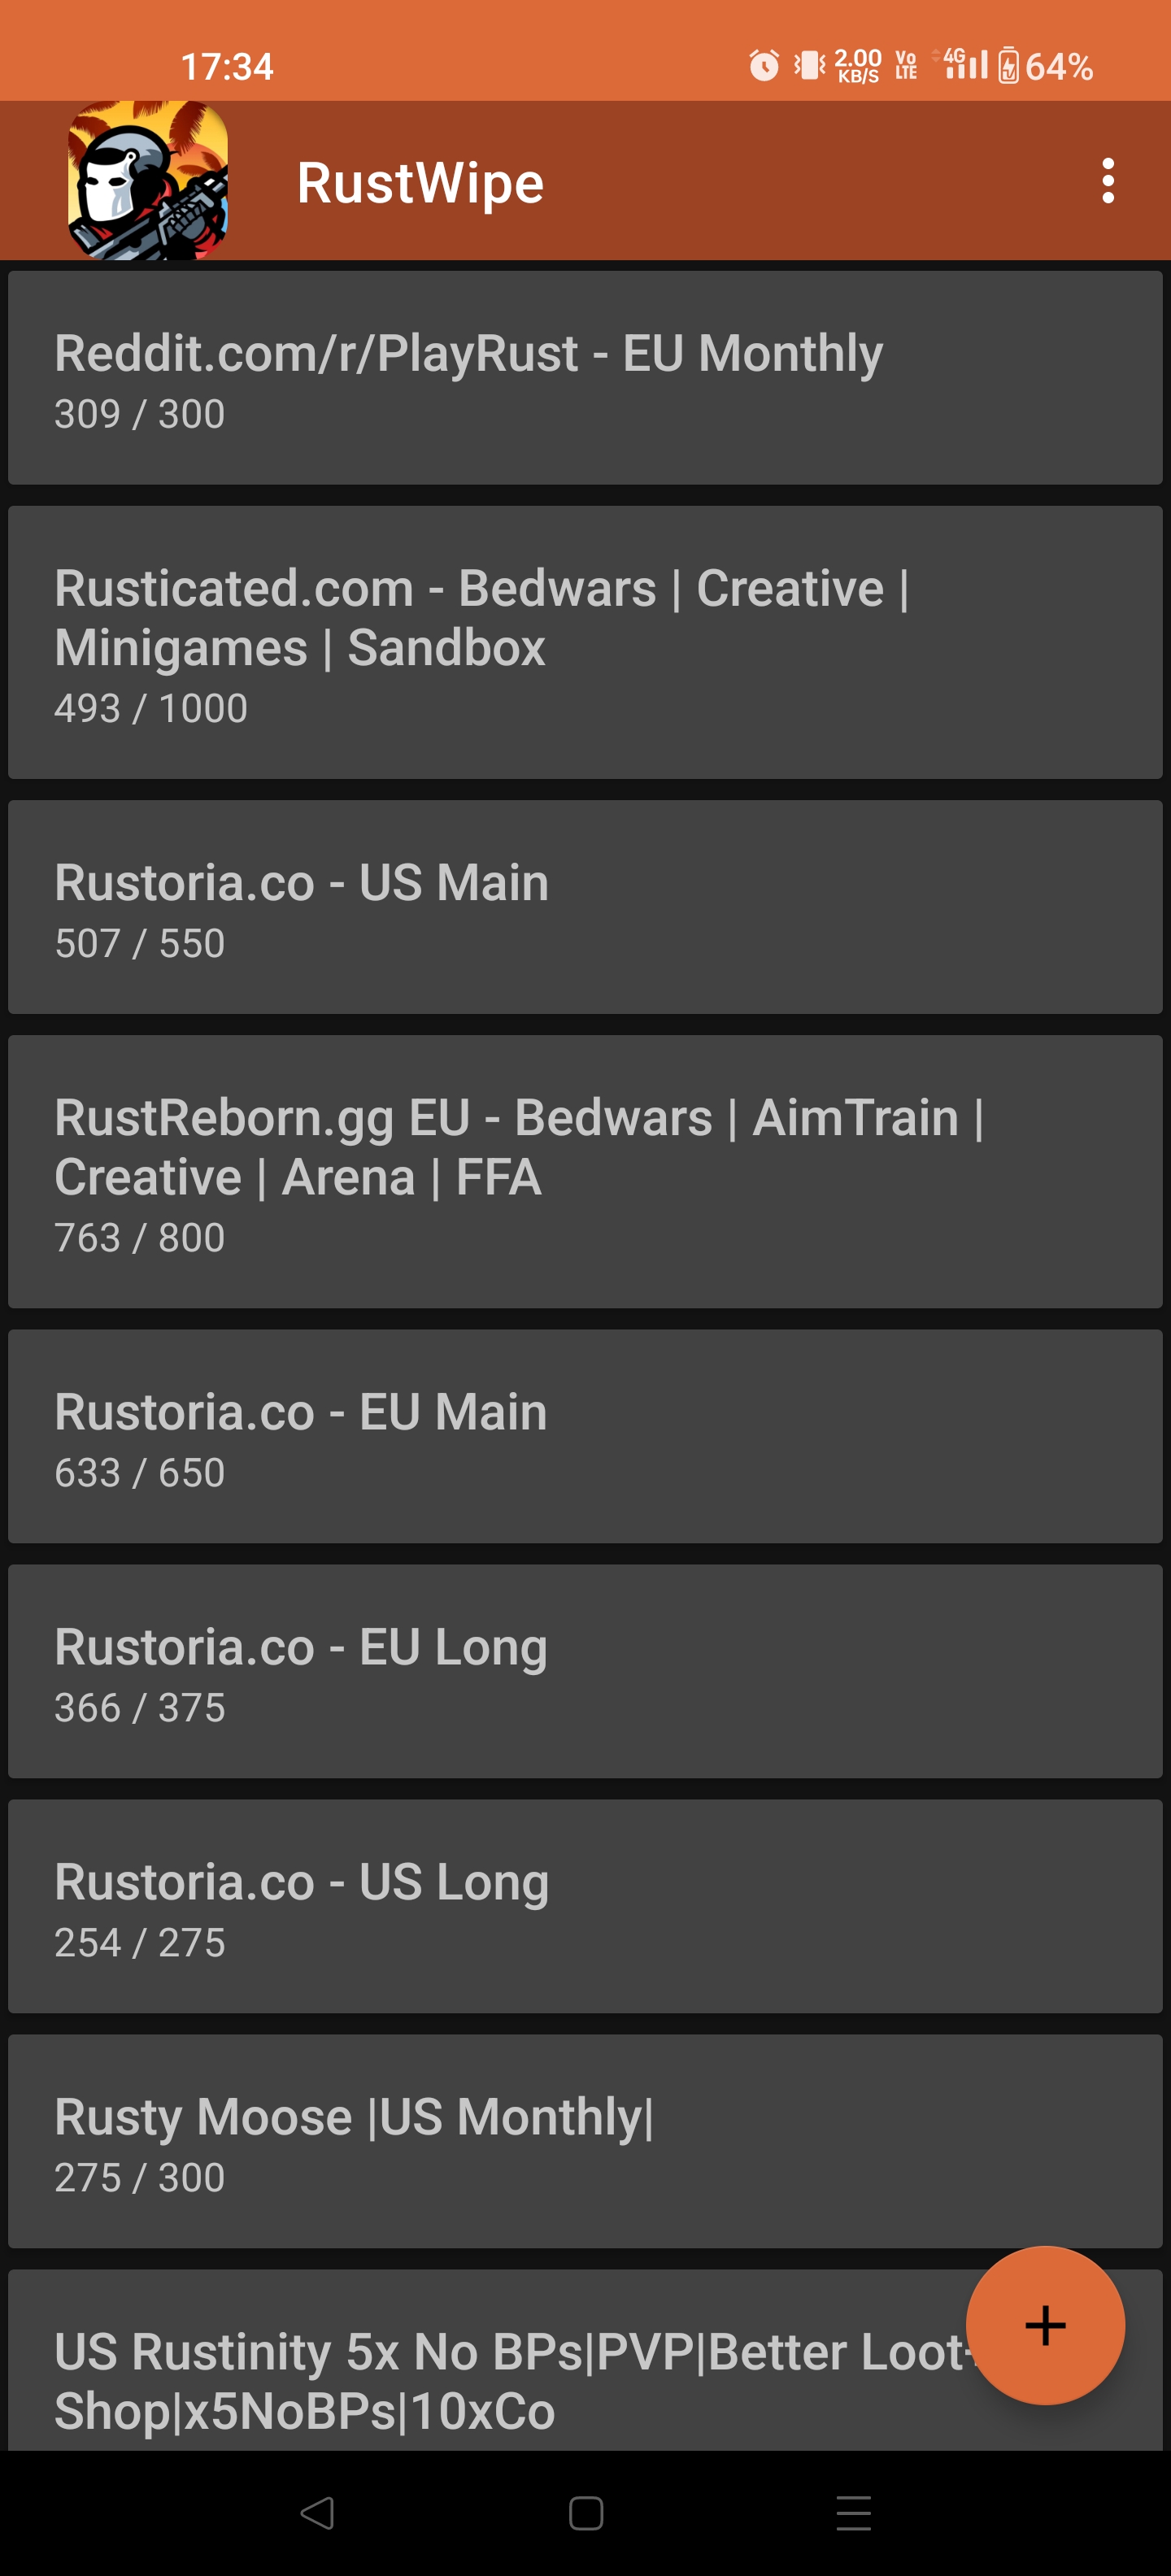 17:34
2.00
KB/S
Vo
LTE
4G
64%
RustWipe
Reddit.com/r/PlayRust - EU Monthly
309 / 300
Rusticated.com - Bedwars | Creative |
Minigames | Sandbox
493 / 1000
Rustoria.co - US Main
507 / 550
RustReborn.gg EU - Bedwars | AimTrain |
Creative | Arena | FFA
763 / 800
Rustoria.co - EU Main
633 / 650
Rustoria.co - EU Long
366 / 375
Rustoria.co - US Long
254 / 275
Rusty Moose |US Monthly|
275 / 300
US Rustinity 5x No BPs|PVP|Better Loot
Shop|x5NoBPs|10xCo